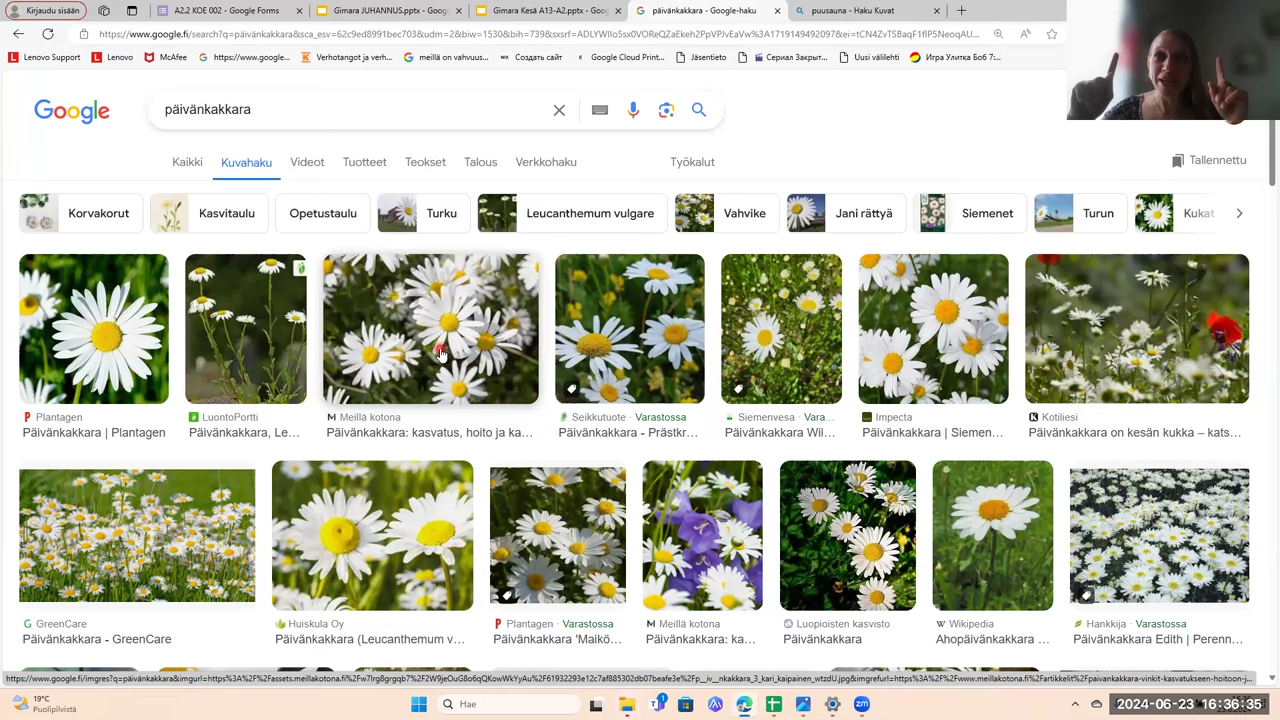 Kirjaudu sisään
A2.2 KOE 002 - Google Forms
Gimara JUHANNUS.pptx - Google
Gimara Kesä A13-A2.pptx - Goog
päivänkakkara - Google-haku
puusauna - Haku Kuvat
Lenovo Support
Lenovo
McAfee
https://www.google...
Verhotangot ja verh...
meillä on vahvuus...
Создать сайт
Google Cloud Print...
Jäsentieto
Сериал Закрыт...
Uusi välilehti
Игра Улитка Боб 7:...
Google
päivänkakkara
Kaikki
Kuvahaku
Videot
Tuotteet
Teokset
Talous
Verkkohaku
Työkalut
Tallennettu
Korvakorut
Kasvitaulu
Opetustaulu
Turku
Leucanthemum vulgare
Vahvike
Jani rättyä
Siemenet
Turun
Kukat
Plantagen
Päivänkakkara | Plantagen
LuontoPortti
Päivänkakkara, Le...
Meillä kotona
Päivänkakkara: kasvatus, hoito ja ka...
Seikkutuote · Varastossa
Päivänkakkara - Prästkr...
Siemenvesa · Vara...
Päivänkakkara Wil...
Impecta
Päivänkakkara | Siemen...
Kotiliesi
Päivänkakkara on kesän kukka – kats...
GreenCare
Päivänkakkara - GreenCare
Huiskula Oy
Päivänkakkara (Leucanthemum v...
Plantagen · Varastossa
Päivänkakkara 'Maikö...
Meillä kotona
Päivänkakkara: ka...
Luopioisten kasvisto
Päivänkakkara
Wikipedia
Ahopäivänkakkara ...
Hankkija · Varastossa
Päivänkakkara Edith | Perenn...
19°C
Puolipilvistä
Hae
2024-06-23 16:36:35